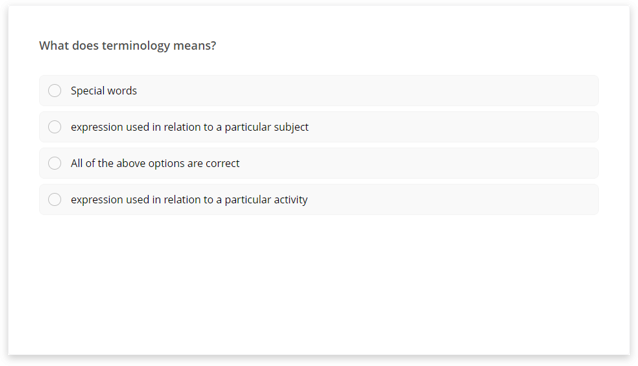 What does terminology means?
Special words
expression used in relation to a particular subject
All of the above options are correct
expression used in relation to a particular activity